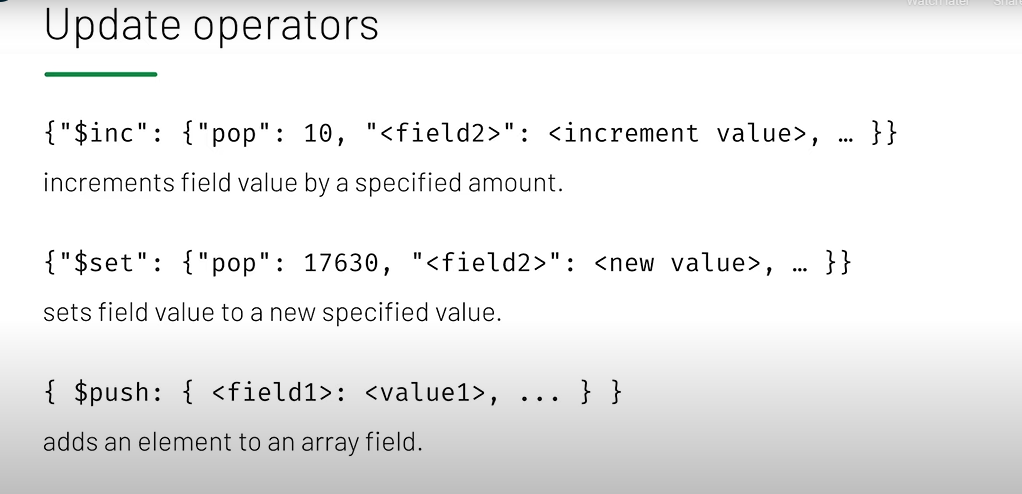 Watch later Share
Update operators
{"$inc": {"pop": 10, "<field2>": <increment value>, … }}
increments field value by a specified amount.
{"$set": {"pop": 17630, "<field2>": <new value>, … }}
sets field value to a new specified value.
{ $push: { <field1>: <value1>, ... } }
adds an element to an array field.